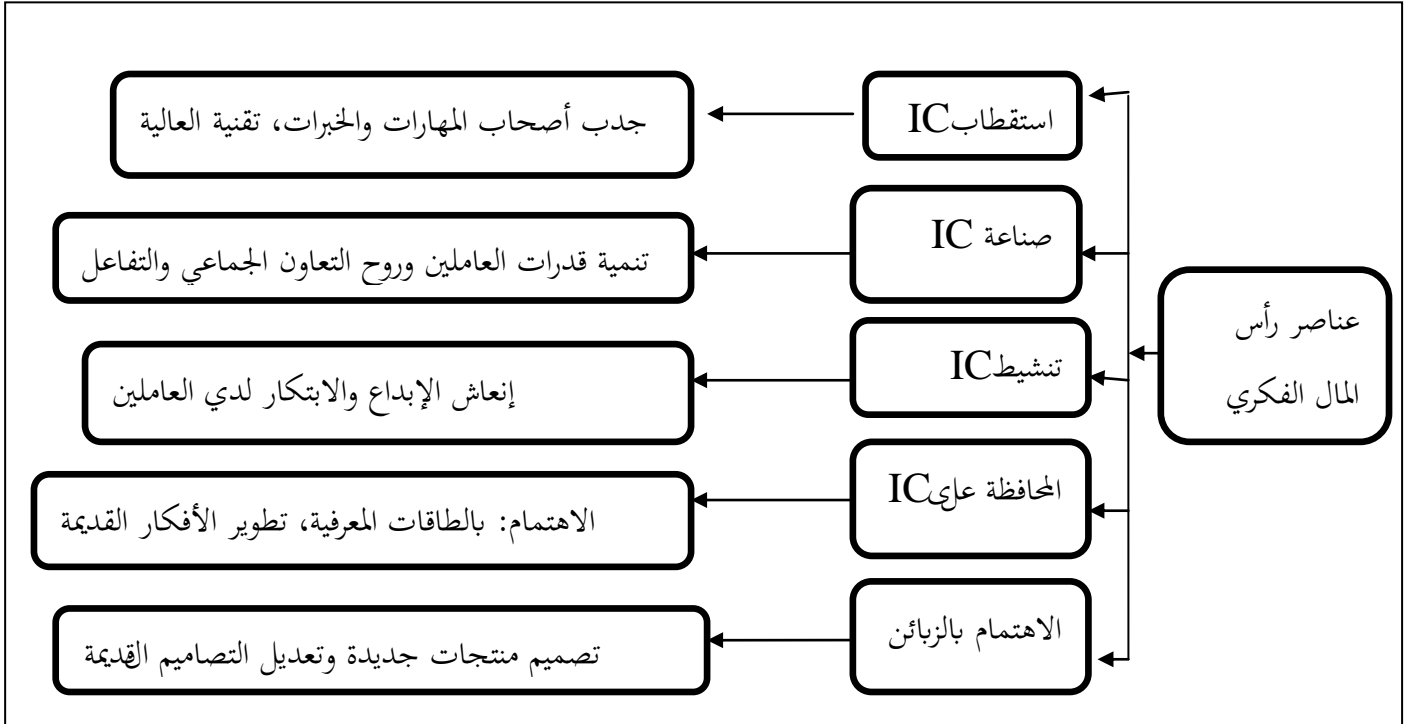 عناصر رأس
المال الفكري
استقطابIC
جدب أصحاب المهارات والخبرات، تقنية العالية
صناعة IC
تنمية قدرات العاملين وروح التعاون الجماعي والتفاعل
تنشيطIC
إنعاش الإبداع والابتكار لدي العاملين
المحافظة علىIC
الاهتمام: بالطاقات المعرفية، تطوير الأفكار القديمة
الاهتمام بالزبائن
تصميم منتجات جديدة وتعديل التصاميم القديمة